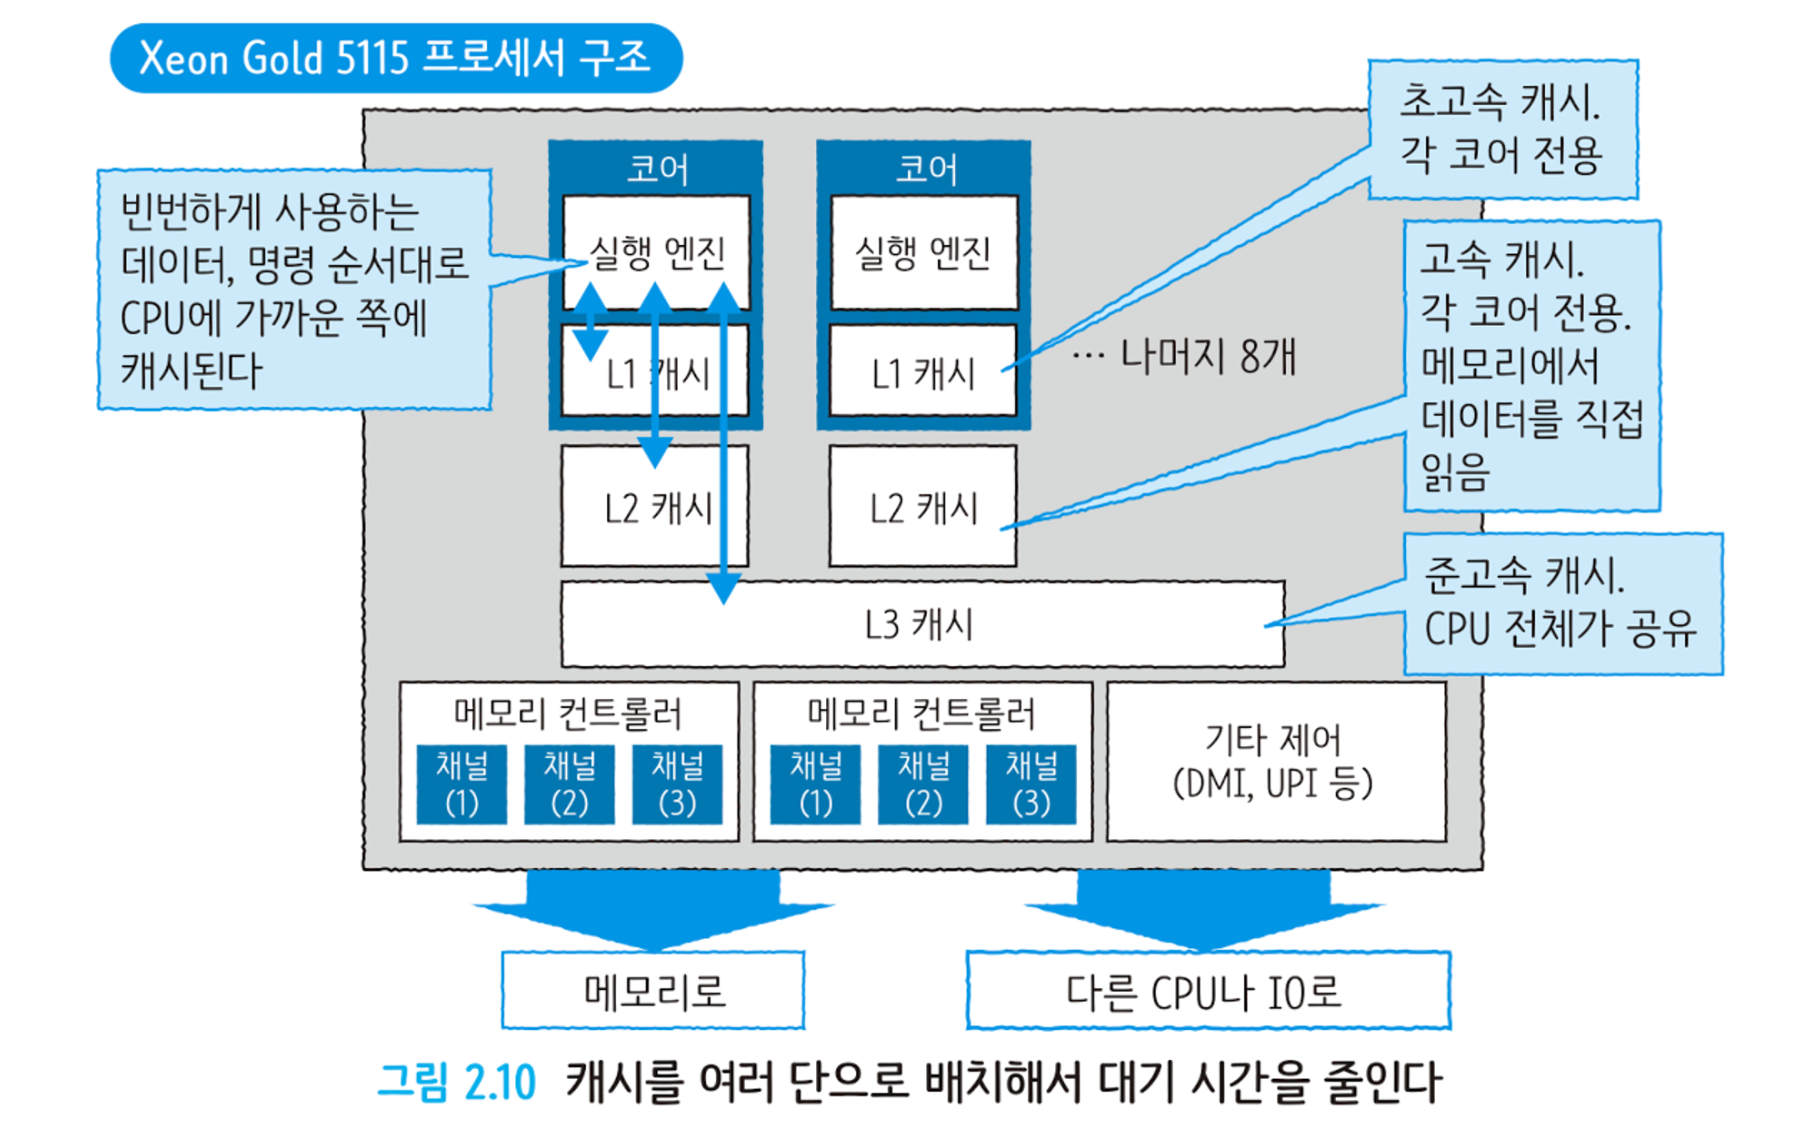 Xeon Gold 5115 프로세서 구조
초고속 캐시.
각 코어 전용
빈번하게 사용하는
데이터, 명령 순서대로
CPU에 가까운 쪽에
캐시된다
코어
실행 엔진
L1 캐시
L2 캐시
코어
실행 엔진
L1 캐시
L2 캐시
… 나머지 8개
고속 캐시.
각 코어 전용.
메모리에서
데이터를 직접
읽음
L3 캐시
준고속 캐시.
CPU 전체가 공유
메모리 컨트롤러
채널
(1)
채널
(2)
채널
(3)
메모리 컨트롤러
채널
(1)
채널
(2)
채널
(3)
기타 제어
(DMI, UPI 등)
메모리로
다른 CPU나 IO로
그림 2.10 캐시를 여러 단으로 배치해서 대기 시간을 줄인다